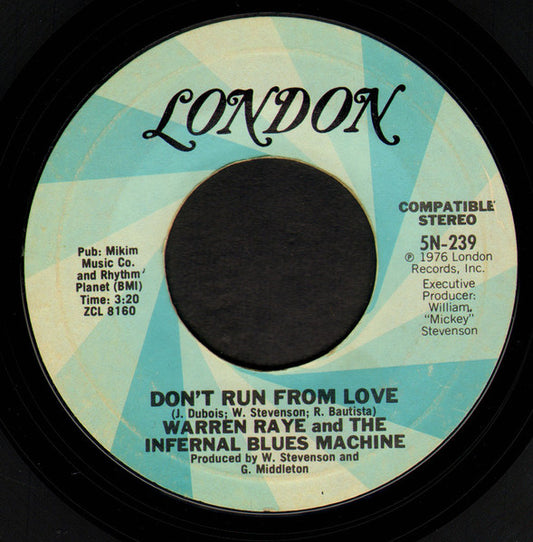 LONDON
COMPATIBLE
STEREO
5N-239
℗ 1976 London
Records, Inc.
Executive
Producer:
William,
"Mickey"
Stevenson
Pub: Mikim
Music Co.
and Rhythm'
Planet (BMI)
Time: 3:20
ZCL 8160
DON'T RUN FROM LOVE
(J. Dubois; W. Stevenson; R. Bautista)
WARREN RAYE and THE
INFERNAL BLUES MACHINE
Produced by W. Stevenson and
G. Middleton